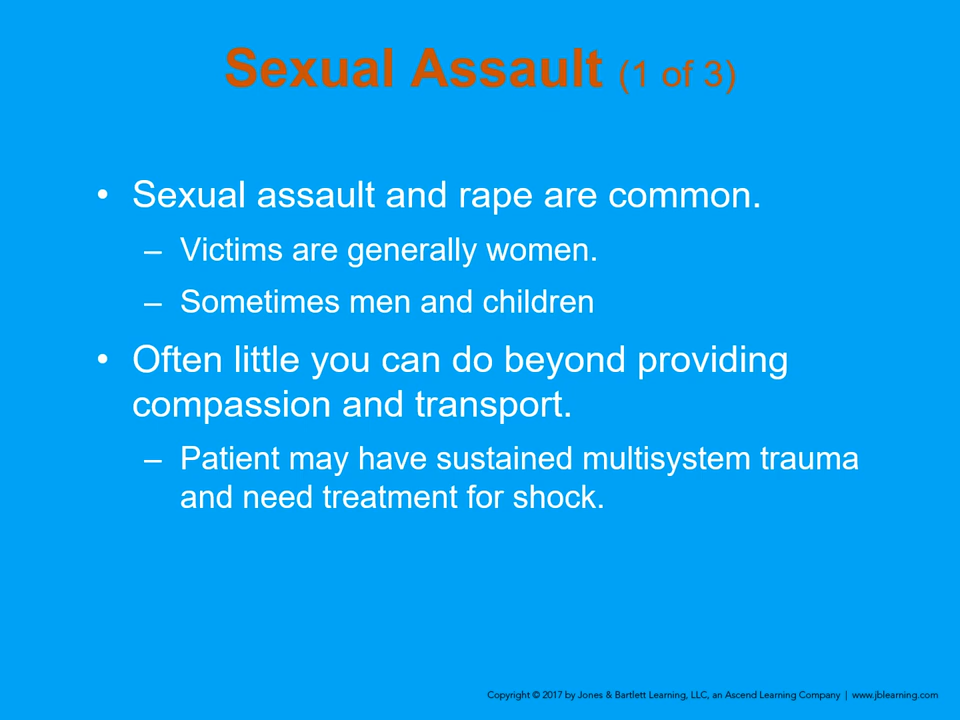 Sexual Assault (1 of 3)
• Sexual assault and rape are common.
– Victims are generally women.
– Sometimes men and children
• Often little you can do beyond providing
compassion and transport.
– Patient may have sustained multisystem trauma
and need treatment for shock.
Copyright © 2017 by Jones & Bartlett Learning, LLC, an Ascend Learning Company | www.jblearning.com